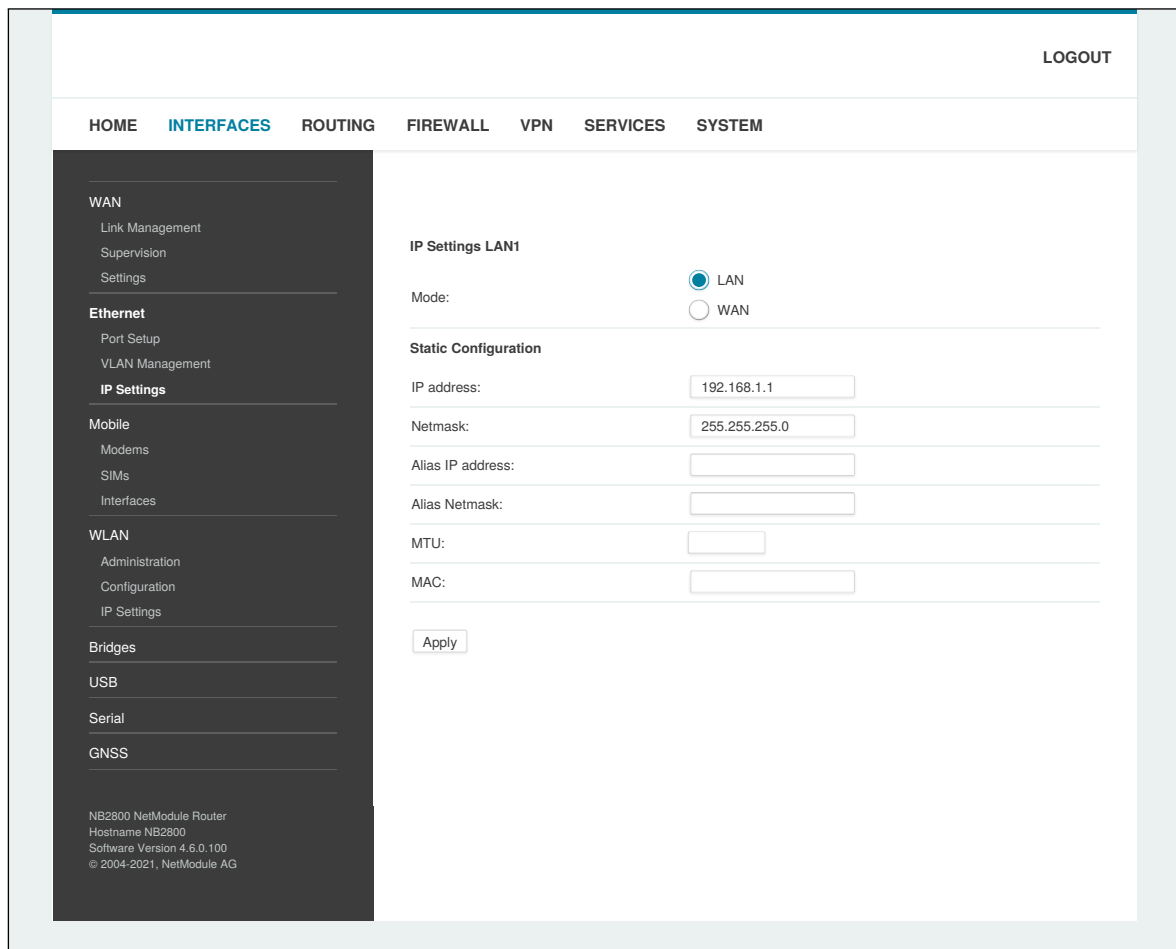 LOGOUT
HOME INTERFACES ROUTING FIREWALL VPN SERVICES SYSTEM
WAN
Link Management
Supervision
Settings
Ethernet
Port Setup
VLAN Management
IP Settings
Mobile
Modems
SIMs
Interfaces
WLAN
Administration
Configuration
IP Settings
Bridges
USB
Serial
GNSS
NB2800 NetModule Router
Hostname NB2800
Software Version 4.6.0.100
© 2004-2021, NetModule AG
IP Settings LAN1
Mode:
LAN
WAN
Static Configuration
IP address: 192.168.1.1
Netmask: 255.255.255.0
Alias IP address:
Alias Netmask:
MTU:
MAC:
Apply